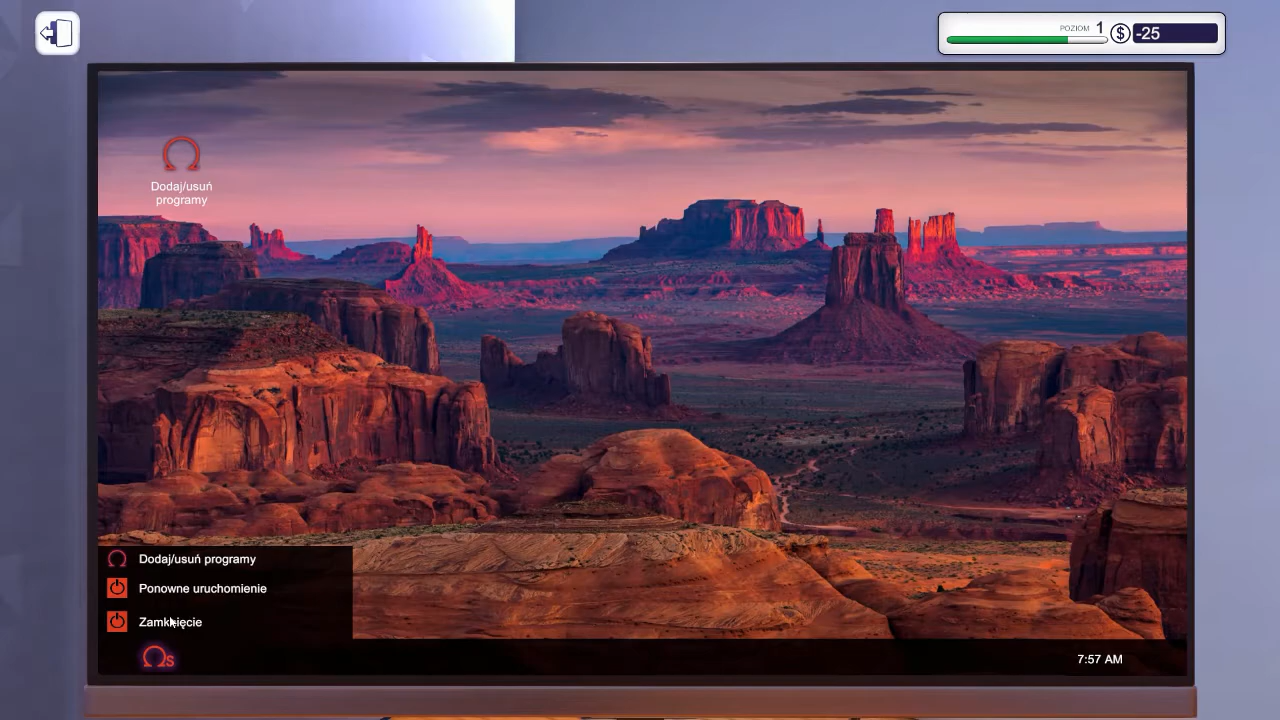 POZIOM 1
$ -25
Dodaj/usuń
programy
Dodaj/usuń programy
Ponowne uruchomienie
Zamknięcie
Ωs
7:57 AM